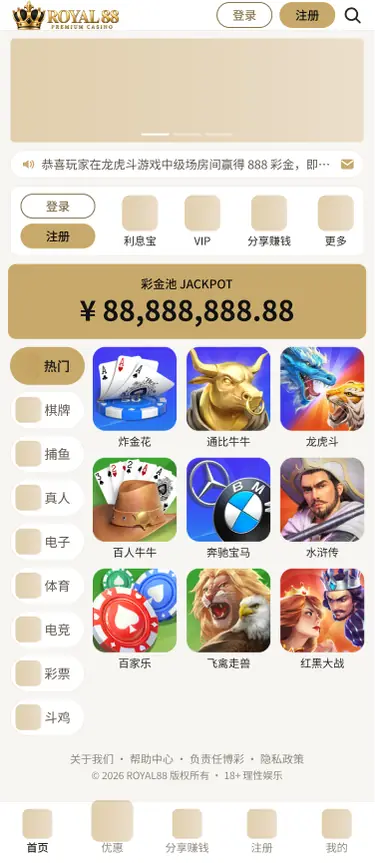 ROYAL 88
PREMIUM CASINO
登录
注册
恭喜玩家在龙虎斗游戏中级场房间赢得 888 彩金，即…
登录
注册
利息宝
VIP
分享赚钱
更多
彩金池 JACKPOT
¥ 88,888,888.88
热门
棋牌
捕鱼
真人
电子
体育
电竞
彩票
斗鸡
炸金花
通比牛牛
龙虎斗
百人牛牛
BMW
奔驰宝马
水浒传
百家乐
飞禽走兽
红黑大战
关于我们 • 帮助中心 • 负责任博彩 • 隐私政策
© 2026 ROYAL88 版权所有 • 18+ 理性娱乐
首页
优惠
分享赚钱
注册
我的